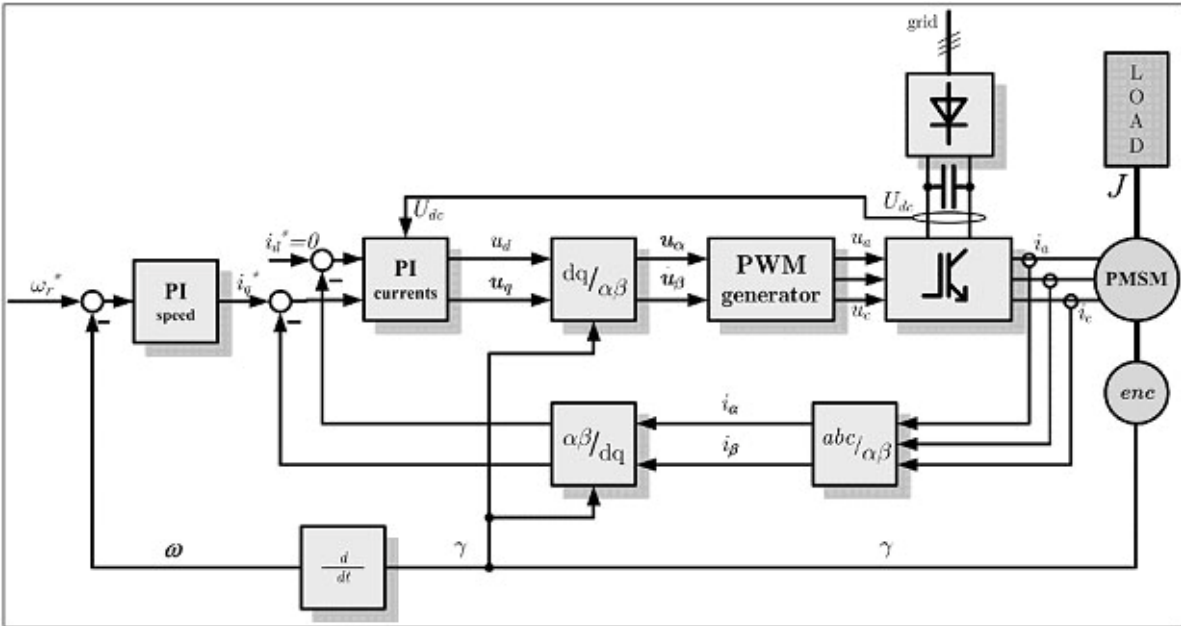 grid
L
O
A
D
J
U_dc
U_dc
i_d*=0
PI
currents
u_d
u_q
dq/αβ
u_α
u_β
PWM
generator
u_a
u_c
i_a
i_c
PMSM
ω_r*
PI
speed
i_q*
enc
αβ/dq
i_α
i_β
abc/αβ
ω
d
dt
γ
γ